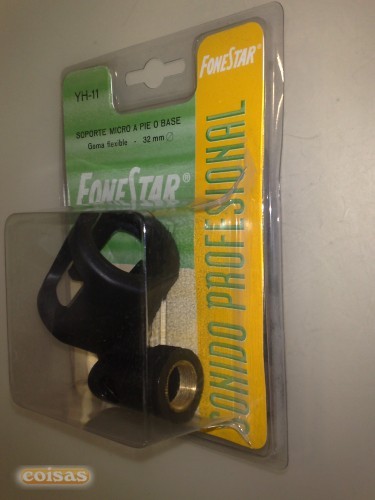 YH-11
FONESTAR®
SOPORTE MICRO A PIE O BASE
Goma flexible - 32 mm Ø
FONESTAR®
SONIDO PROFESIONAL
coisas